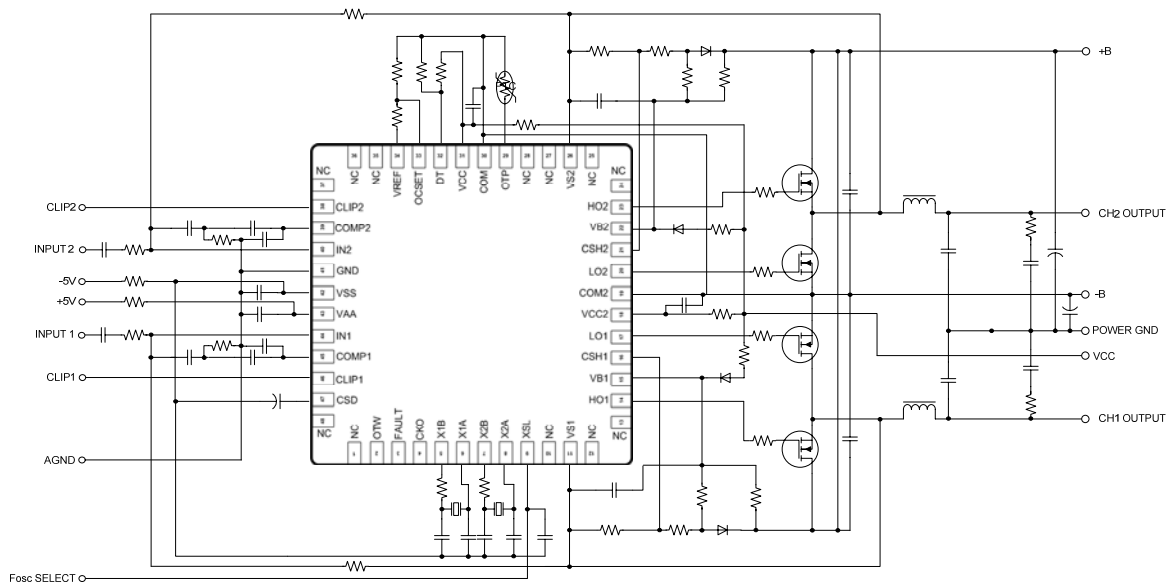 +B
NC
NC
VREF
OCSET
DT
VCC
COM
OTP
NC
NC
VS2
NC
NC
NC
CLIP2
CLIP2
HO2
COMP2
VB2
CH2 OUTPUT
INPUT 2
IN2
CSH2
GND
LO2
-5V
VSS
COM2
-B
+5V
VAA
VCC2
INPUT 1
IN1
LO1
POWER GND
COMP1
CSH1
VCC
CLIP1
CLIP1
VB1
CSD
HO1
CH1 OUTPUT
NC
NC
NC
OTW
FAULT
CKO
X1B
X1A
X2B
X2A
XSL
NC
VS1
NC
AGND
Fosc SELECT